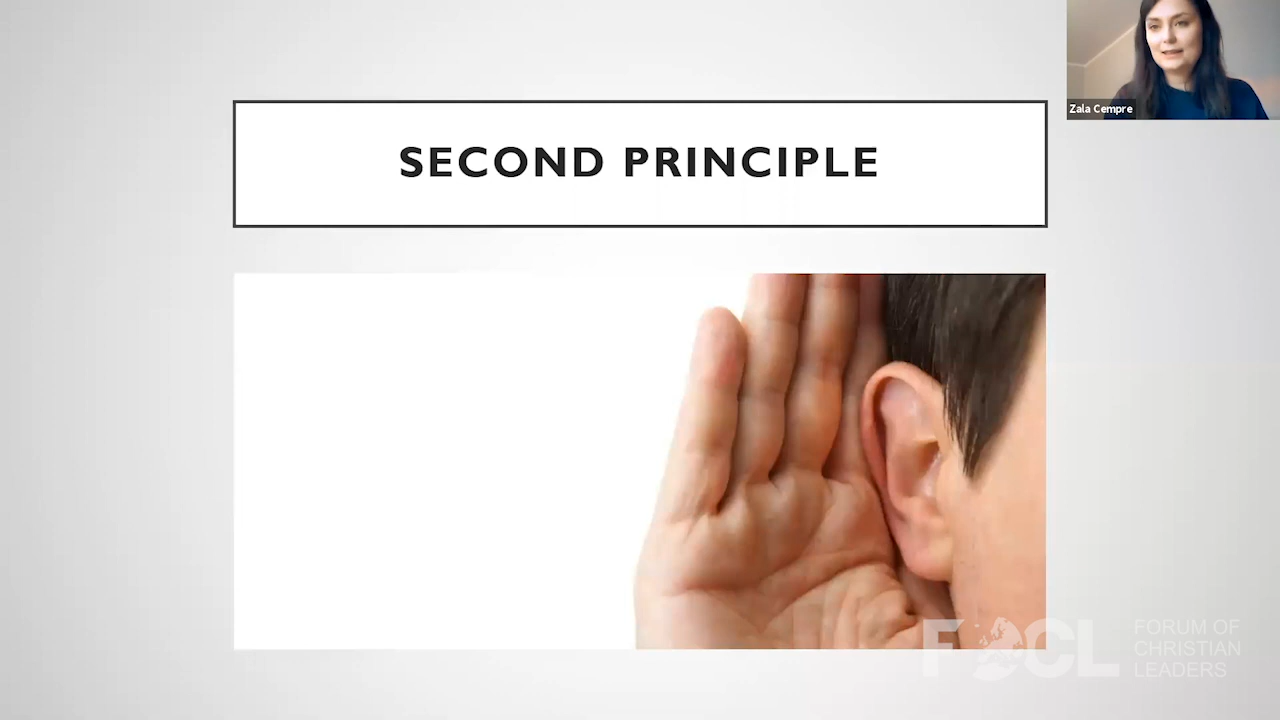 Zala Cempre
SECOND PRINCIPLE
FOCL
FORUM OF
CHRISTIAN
LEADERS